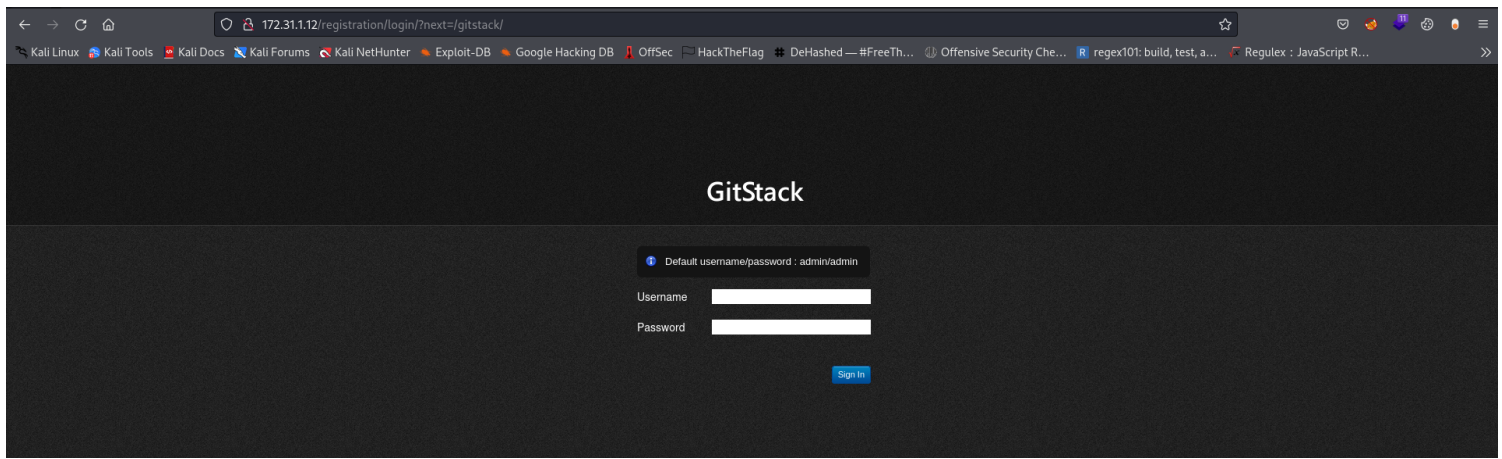 172.31.1.12/registration/login/?next=/gitstack/
11
Kali Linux Kali Tools Kali Docs Kali Forums Kali NetHunter Exploit-DB Google Hacking DB OffSec HackTheFlag DeHashed — #FreeTh... Offensive Security Che... R regex101: build, test, a... Regulex : JavaScript R...
GitStack
Default username/password : admin/admin
Username
Password
Sign In